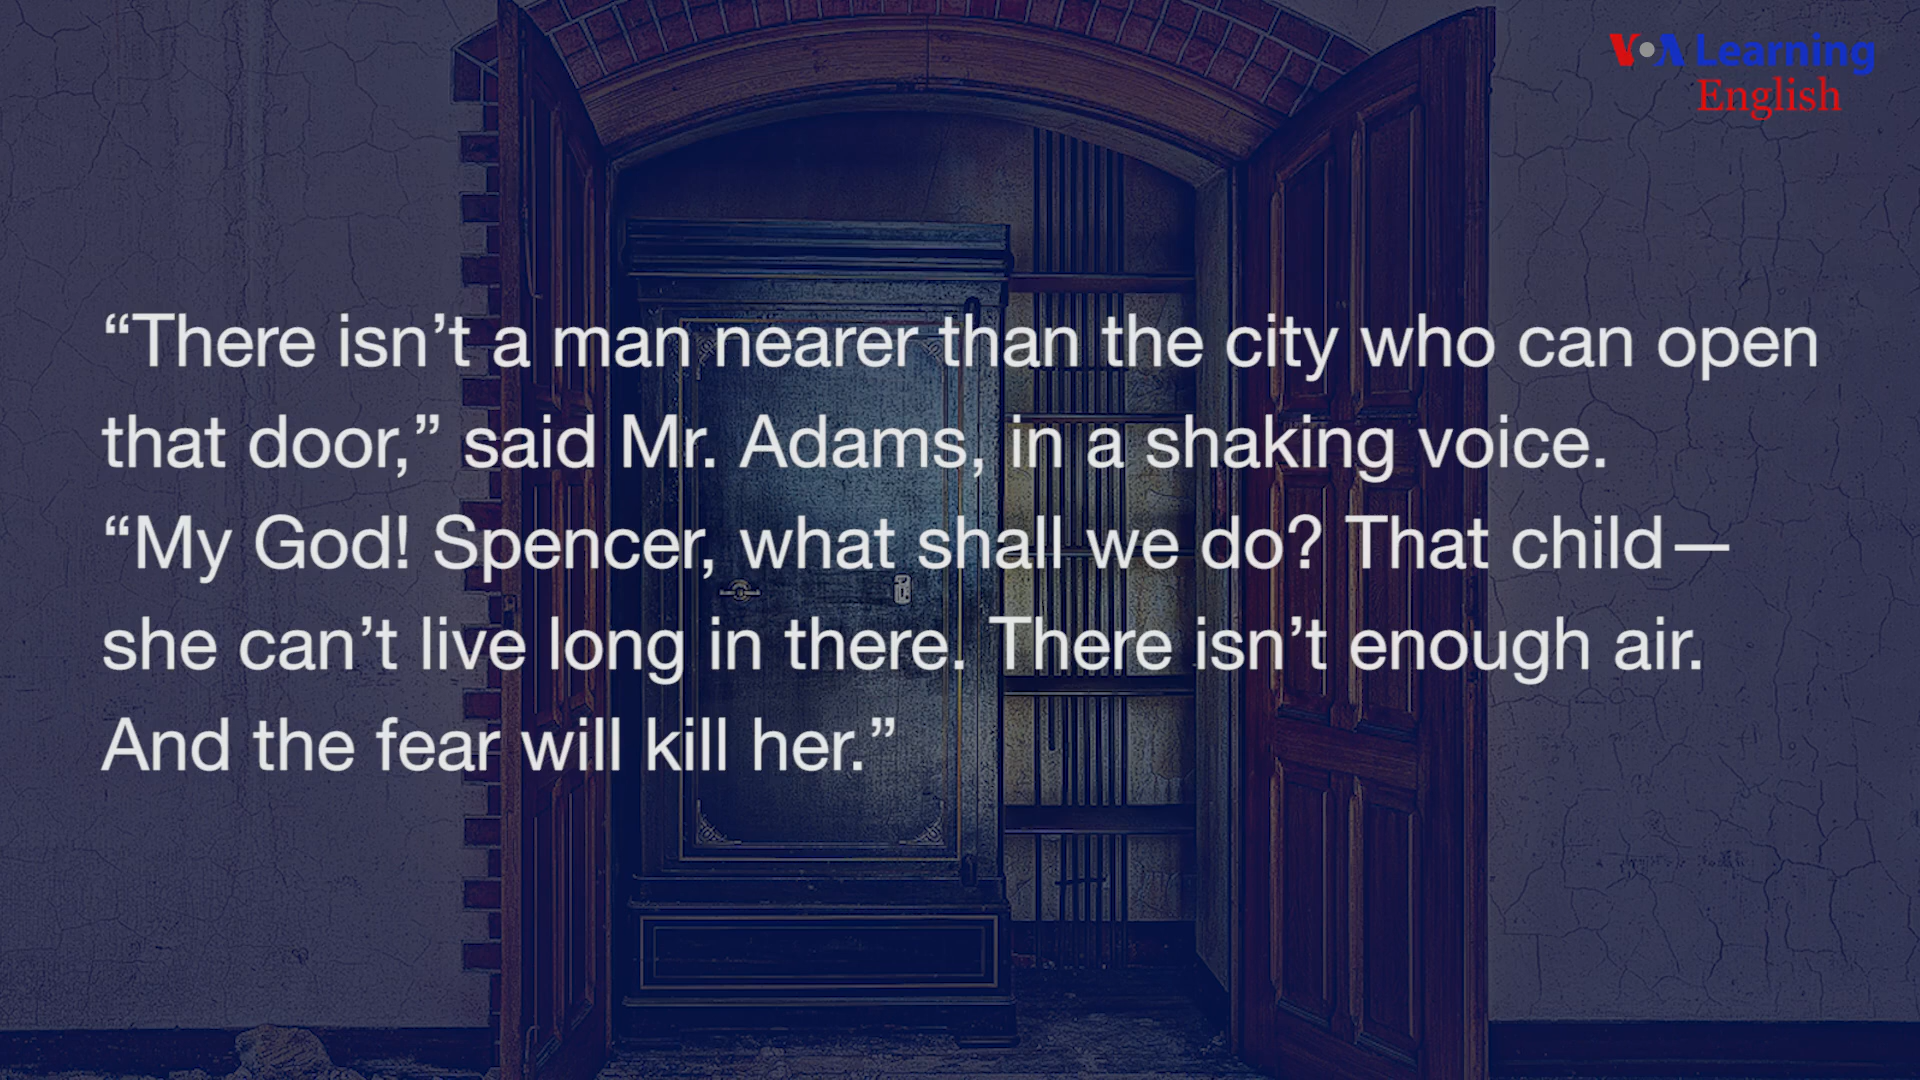 VOA Learning
English
“There isn’t a man nearer than the city who can open
that door,” said Mr. Adams, in a shaking voice.
“My God! Spencer, what shall we do? That child—
she can’t live long in there. There isn’t enough air.
And the fear will kill her.”